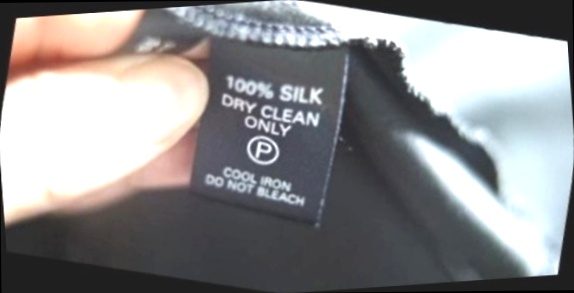 100% SILK
DRY CLEAN
ONLY
P
COOL IRON
DO NOT BLEACH